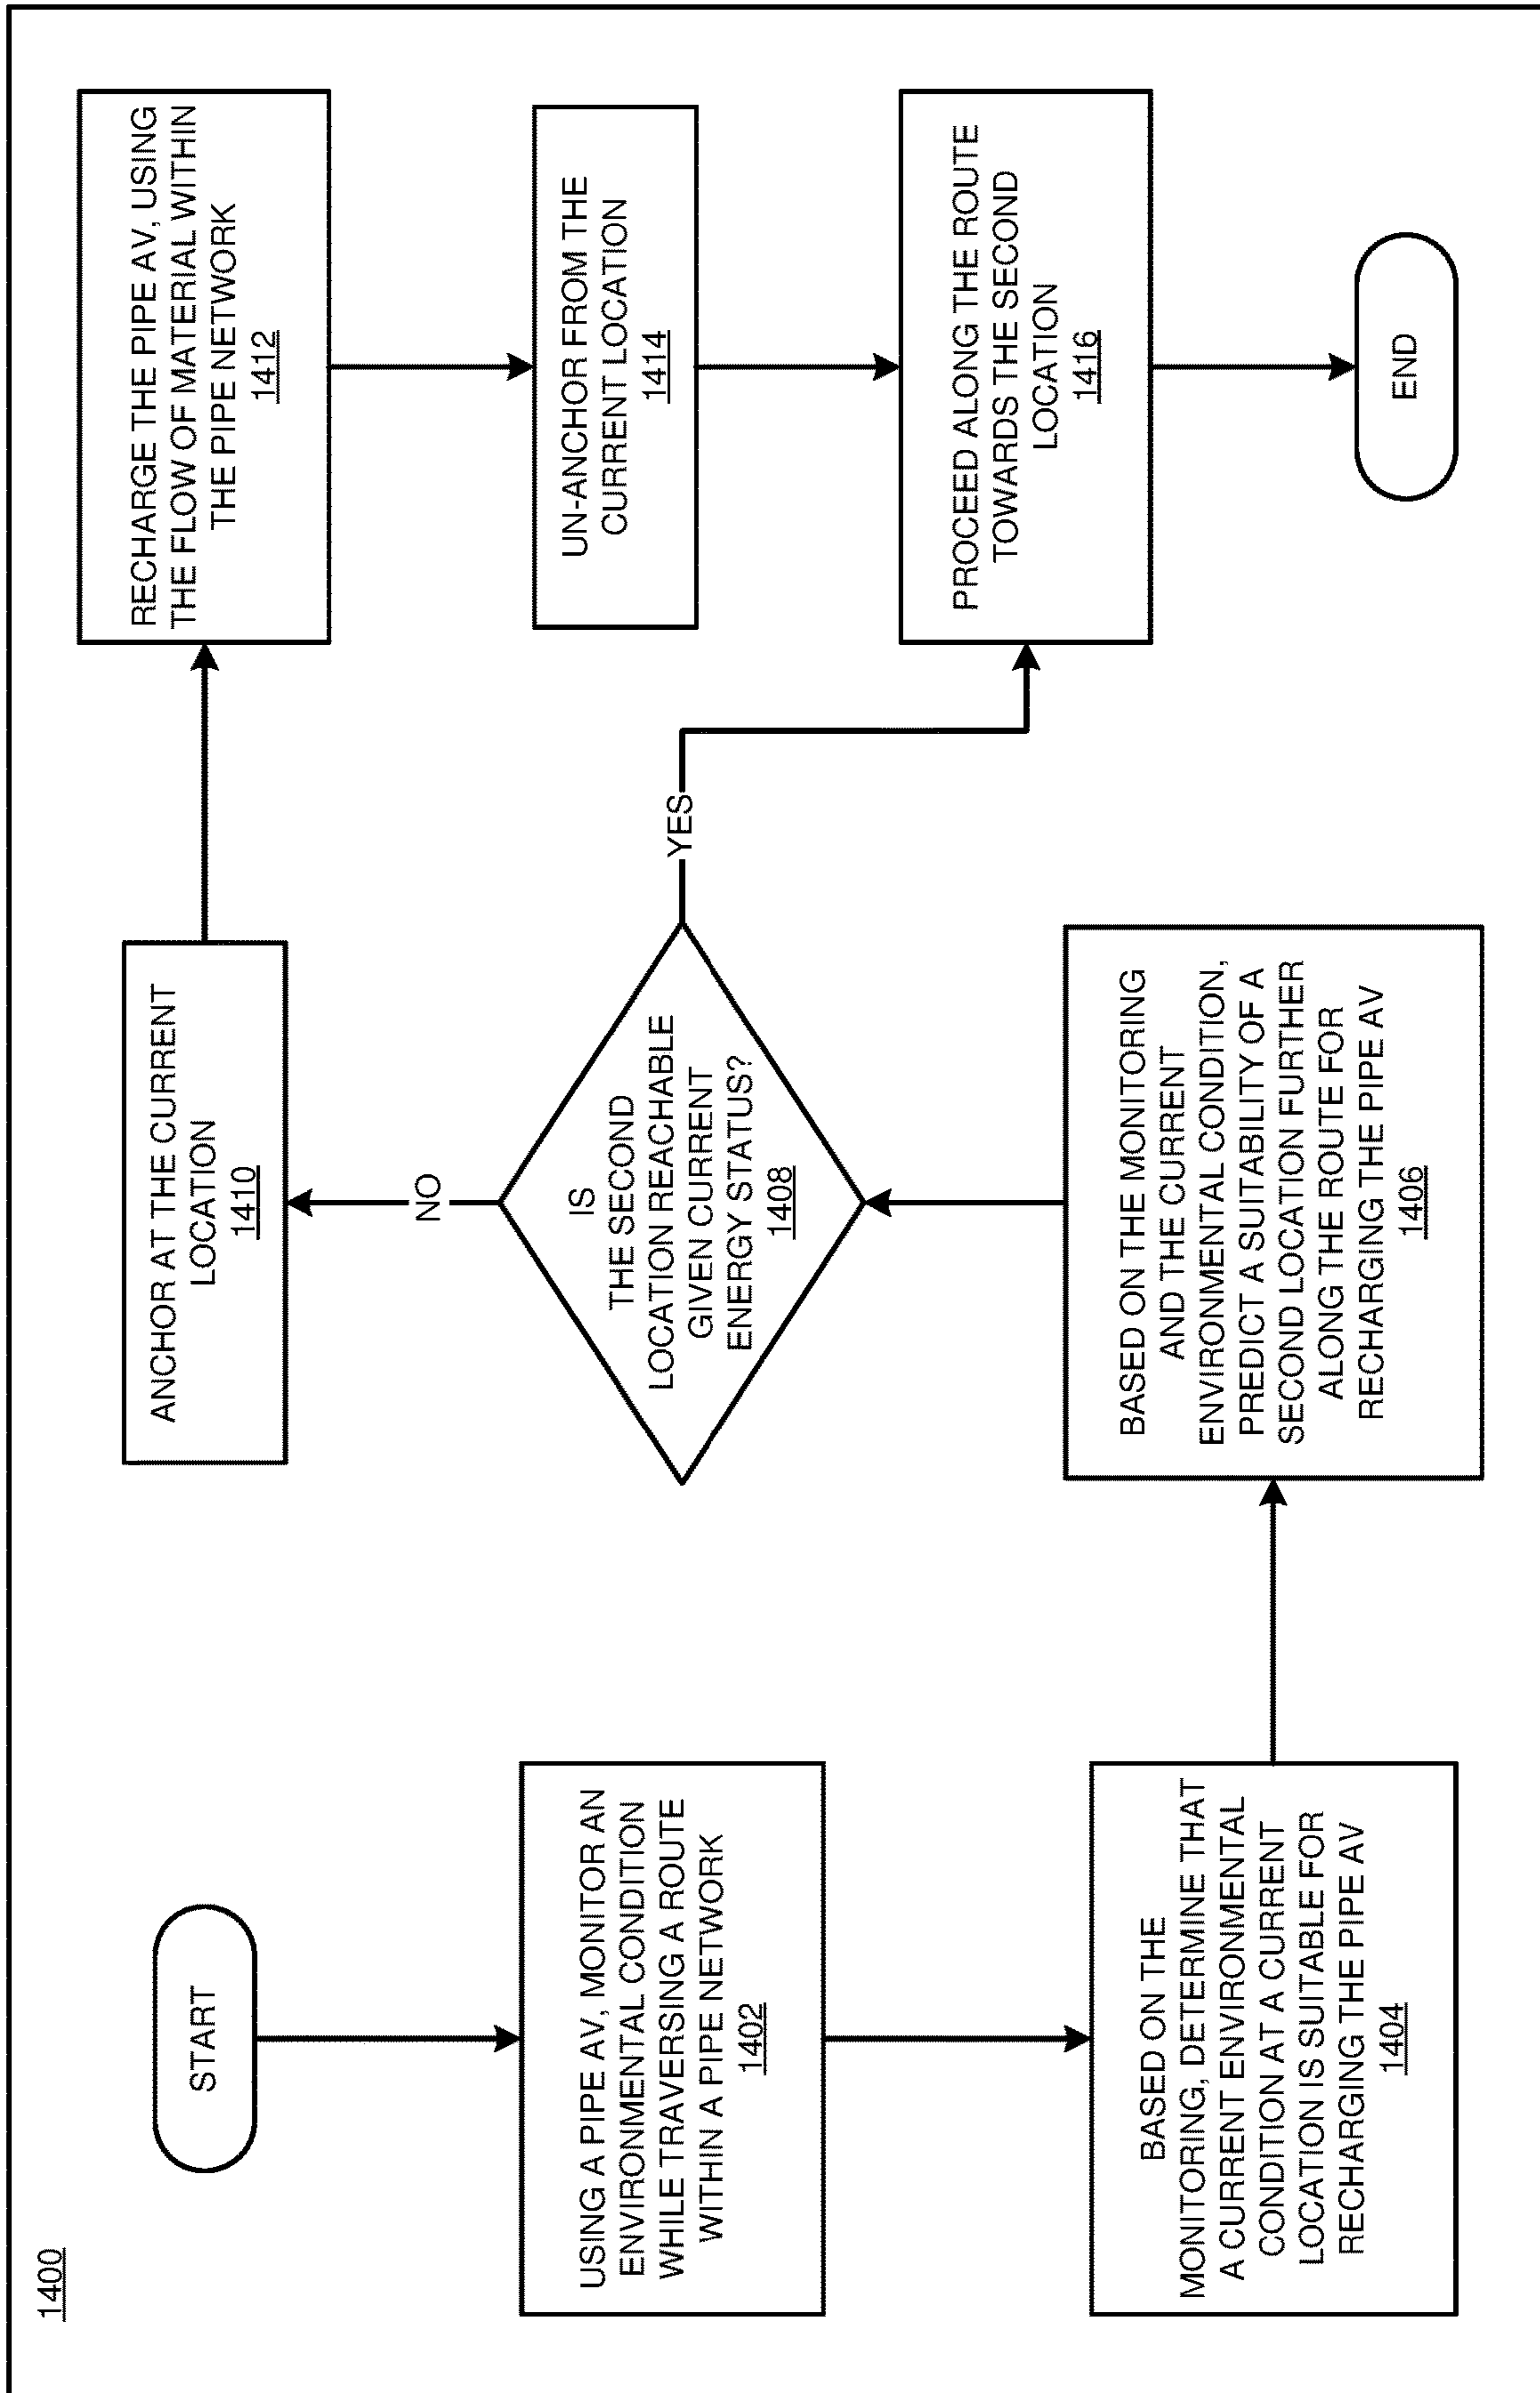 1400
START
USING A PIPE AV, MONITOR AN
ENVIRONMENTAL CONDITION
WHILE TRAVERSING A ROUTE
WITHIN A PIPE NETWORK
1402
BASED ON THE
MONITORING, DETERMINE THAT
A CURRENT ENVIRONMENTAL
CONDITION AT A CURRENT
LOCATION IS SUITABLE FOR
RECHARGING THE PIPE AV
1404
BASED ON THE MONITORING
AND THE CURRENT
ENVIRONMENTAL CONDITION,
PREDICT A SUITABILITY OF A
SECOND LOCATION FURTHER
ALONG THE ROUTE FOR
RECHARGING THE PIPE AV
1406
IS
THE SECOND
LOCATION REACHABLE
GIVEN CURRENT
ENERGY STATUS?
1408
NO
YES
ANCHOR AT THE CURRENT
LOCATION
1410
RECHARGE THE PIPE AV, USING
THE FLOW OF MATERIAL WITHIN
THE PIPE NETWORK
1412
UN-ANCHOR FROM THE
CURRENT LOCATION
1414
PROCEED ALONG THE ROUTE
TOWARDS THE SECOND
LOCATION
1416
END